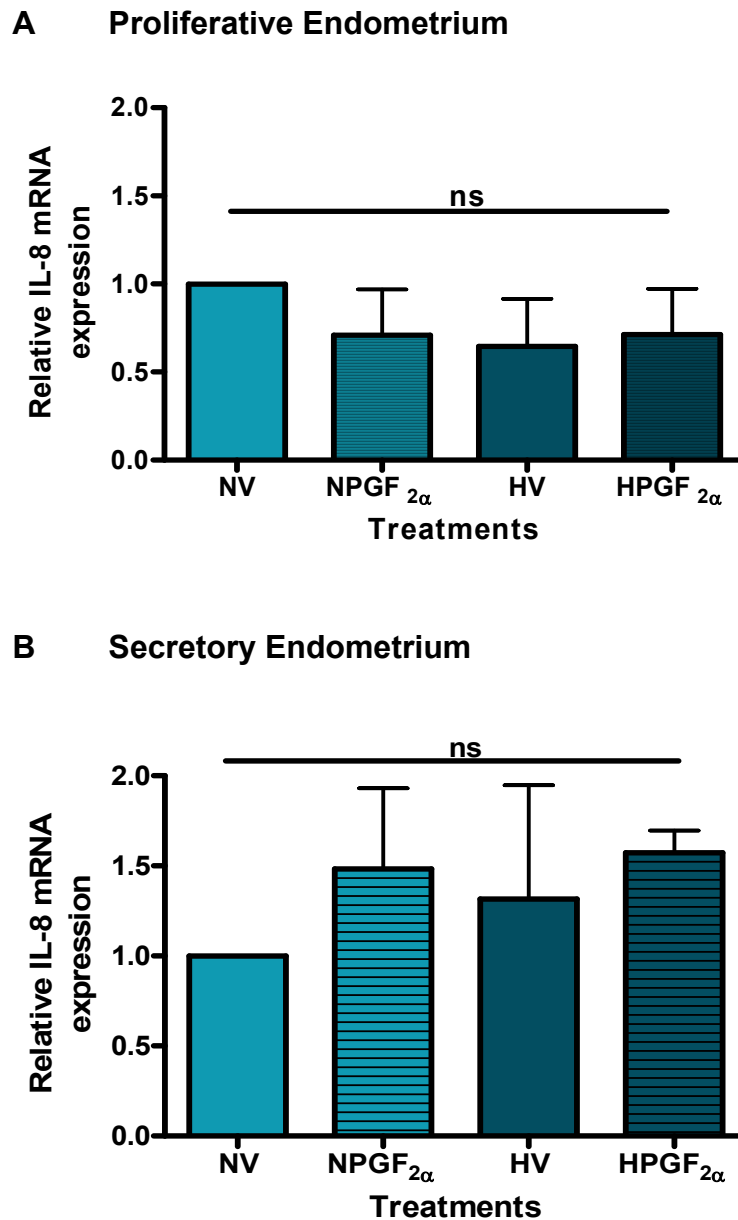 A Proliferative Endometrium
Relative IL-8 mRNA
expression
2.0
1.5
1.0
0.5
0.0
ns
NV NPGF 2α HV HPGF 2α
Treatments
B Secretory Endometrium
Relative IL-8 mRNA
expression
2.0
1.5
1.0
0.5
0.0
ns
NV NPGF2α HV HPGF2α
Treatments